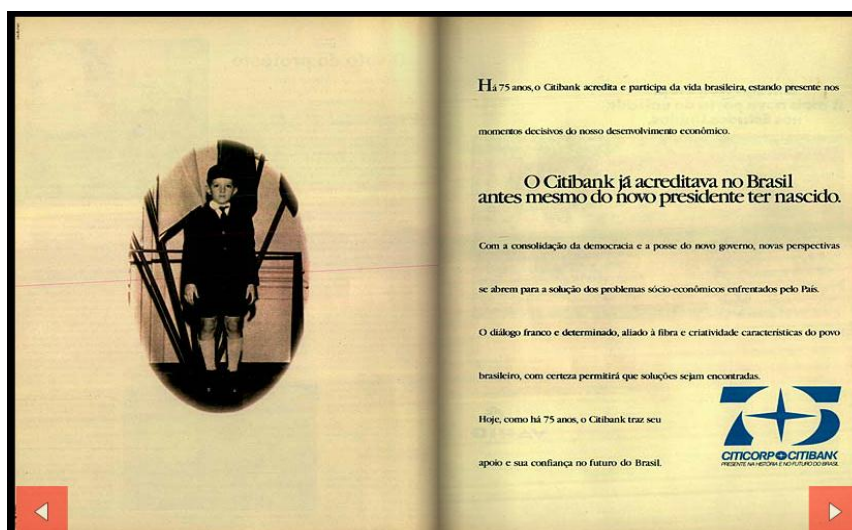 Há 75 anos, o Citibank acredita e participa da vida brasileira, estando presente nos
momentos decisivos do nosso desenvolvimento econômico.
O Citibank já acreditava no Brasil
antes mesmo do novo presidente ter nascido.
Com a consolidação da democracia e a posse do novo governo, novas perspectivas
se abrem para a solução dos problemas sócio-econômicos enfrentados pelo País.
O diálogo franco e determinado, aliado à fibra e criatividade características do povo
brasileiro, com certeza permitirá que soluções sejam encontradas.
Hoje, como há 75 anos, o Citibank traz seu
apoio e sua confiança no futuro do Brasil.
75
CITICORP CITIBANK
PRESENTE NA HISTÓRIA E NO FUTURO DO BRASIL